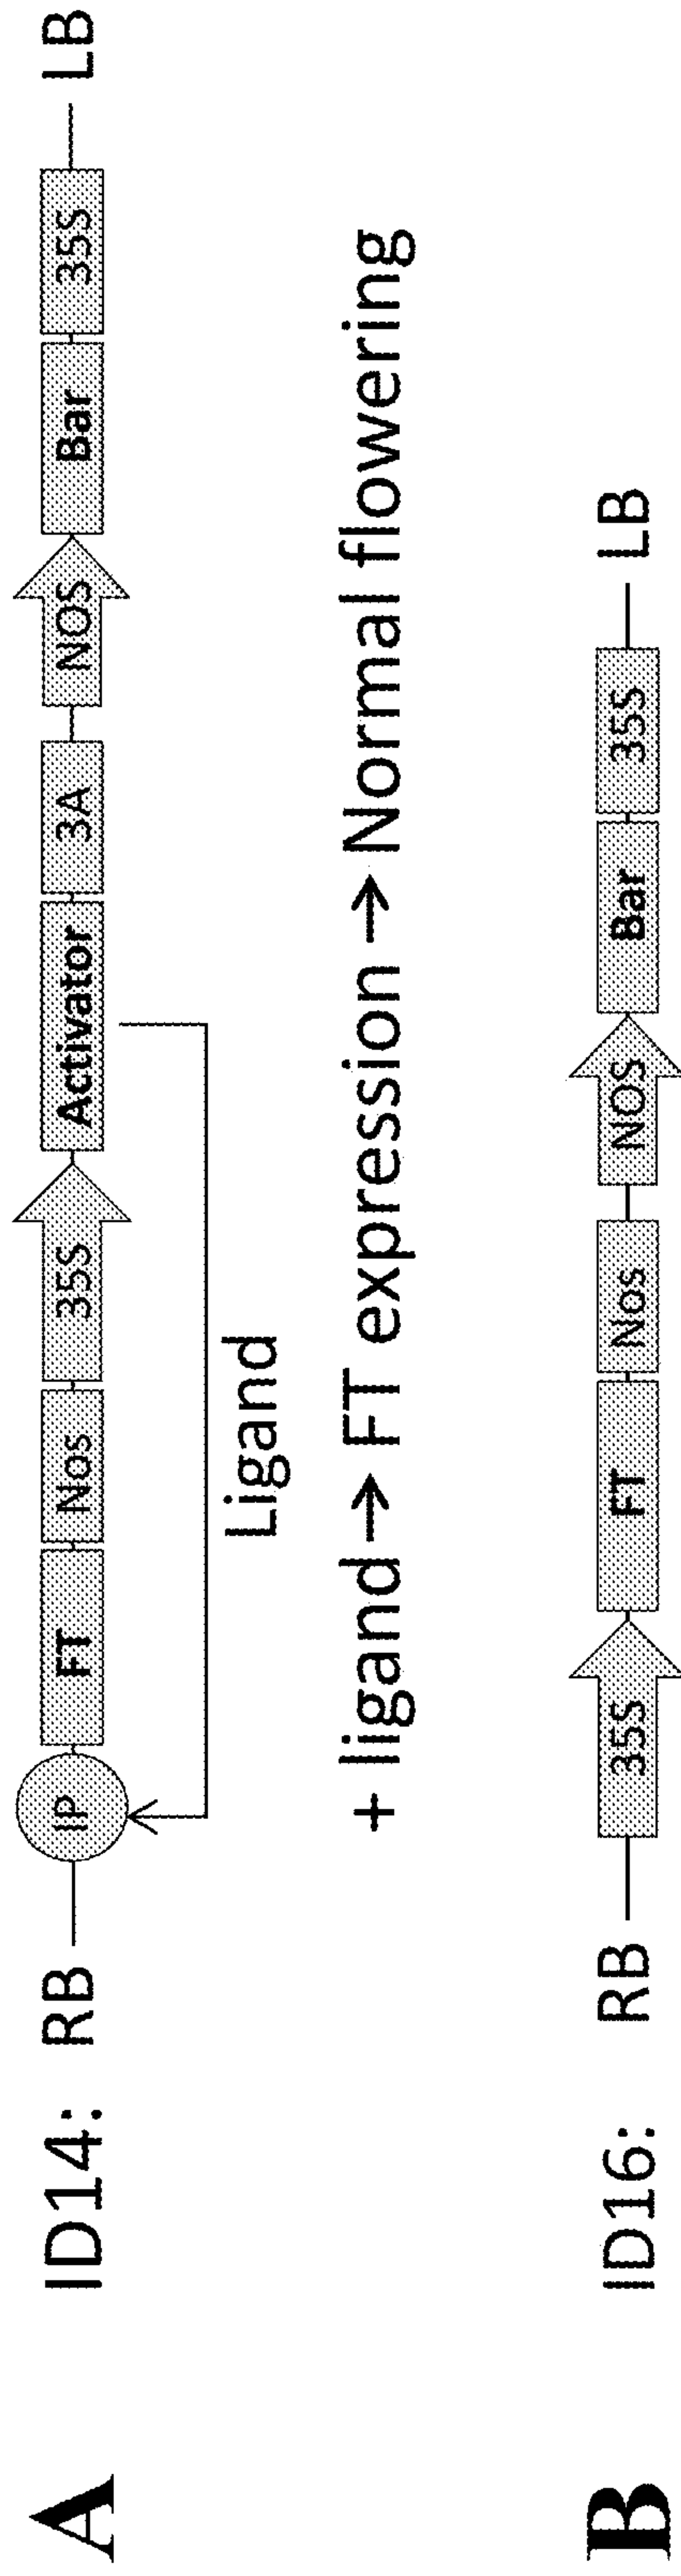 A ID14: RB IP FT Nos 35S Activator 3A NOS Bar 35S LB
Ligand
+ ligand → FT expression → Normal flowering
B ID16: RB 35S FT Nos NOS Bar 35S LB